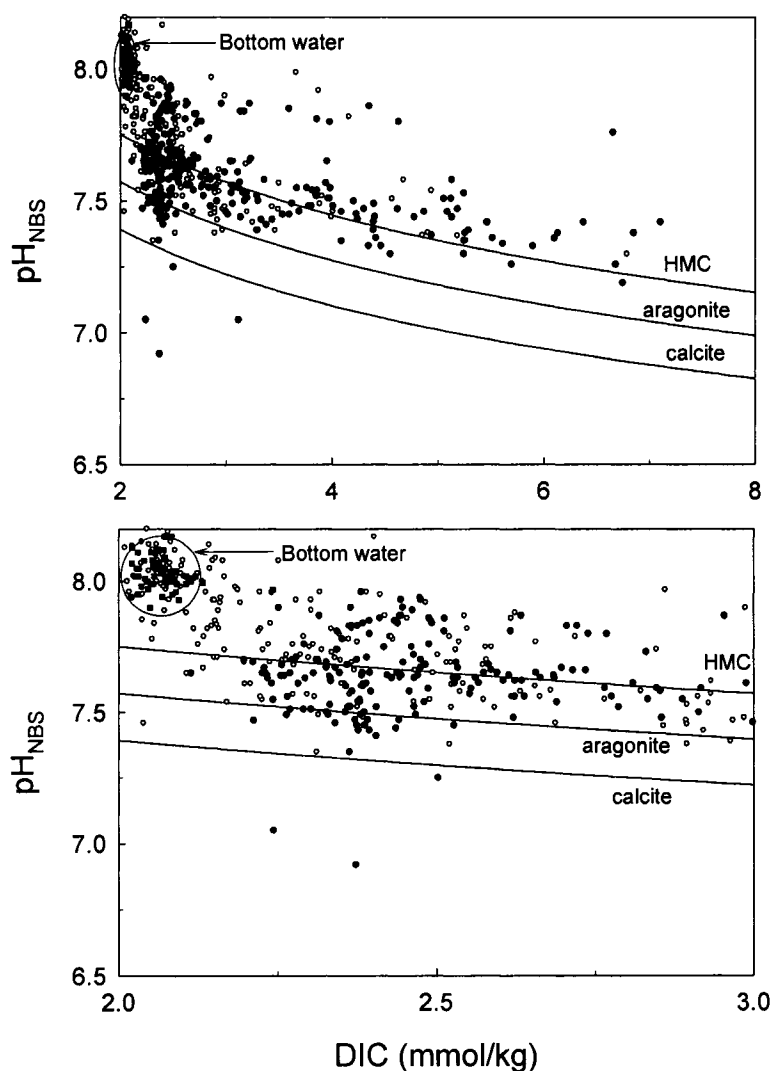 Bottom water
8.0
7.5
7.0
6.5
pH_NBS
HMC
aragonite
calcite
2
4
6
8
Bottom water
8.0
7.5
7.0
6.5
pH_NBS
HMC
aragonite
calcite
2.0
2.5
3.0
DIC (mmol/kg)